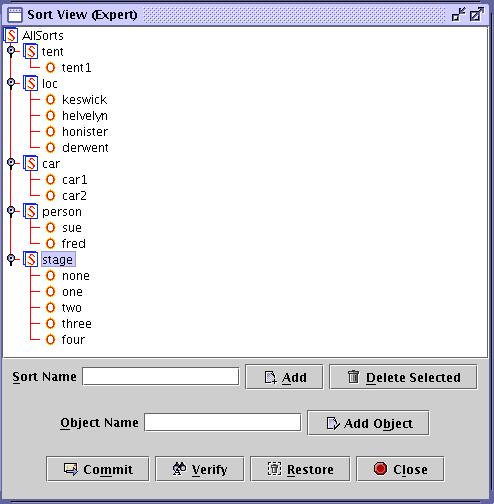 Sort View (Expert)
S AllSorts
S tent
O tent1
S loc
O keswick
O helvelyn
O honister
O derwent
S car
O car1
O car2
S person
O sue
O fred
S stage
O none
O one
O two
O three
O four
Sort Name Add Delete Selected
Object Name Add Object
Commit Verify Restore Close